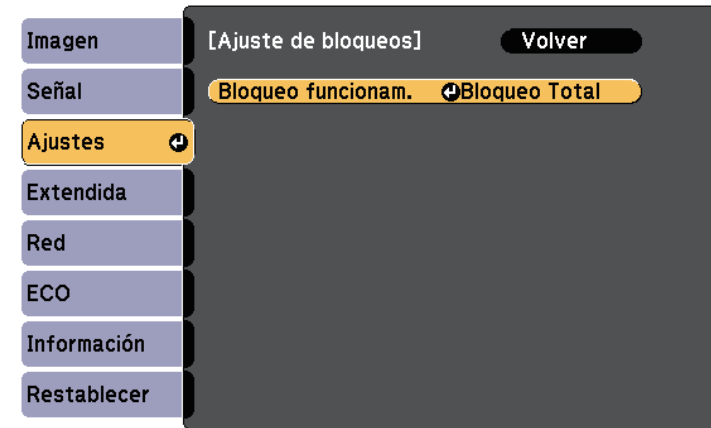 Imagen
Señal
Ajustes
Extendida
Red
ECO
Información
Restablecer
[Ajuste de bloqueos] Volver
Bloqueo funcionam. Bloqueo Total